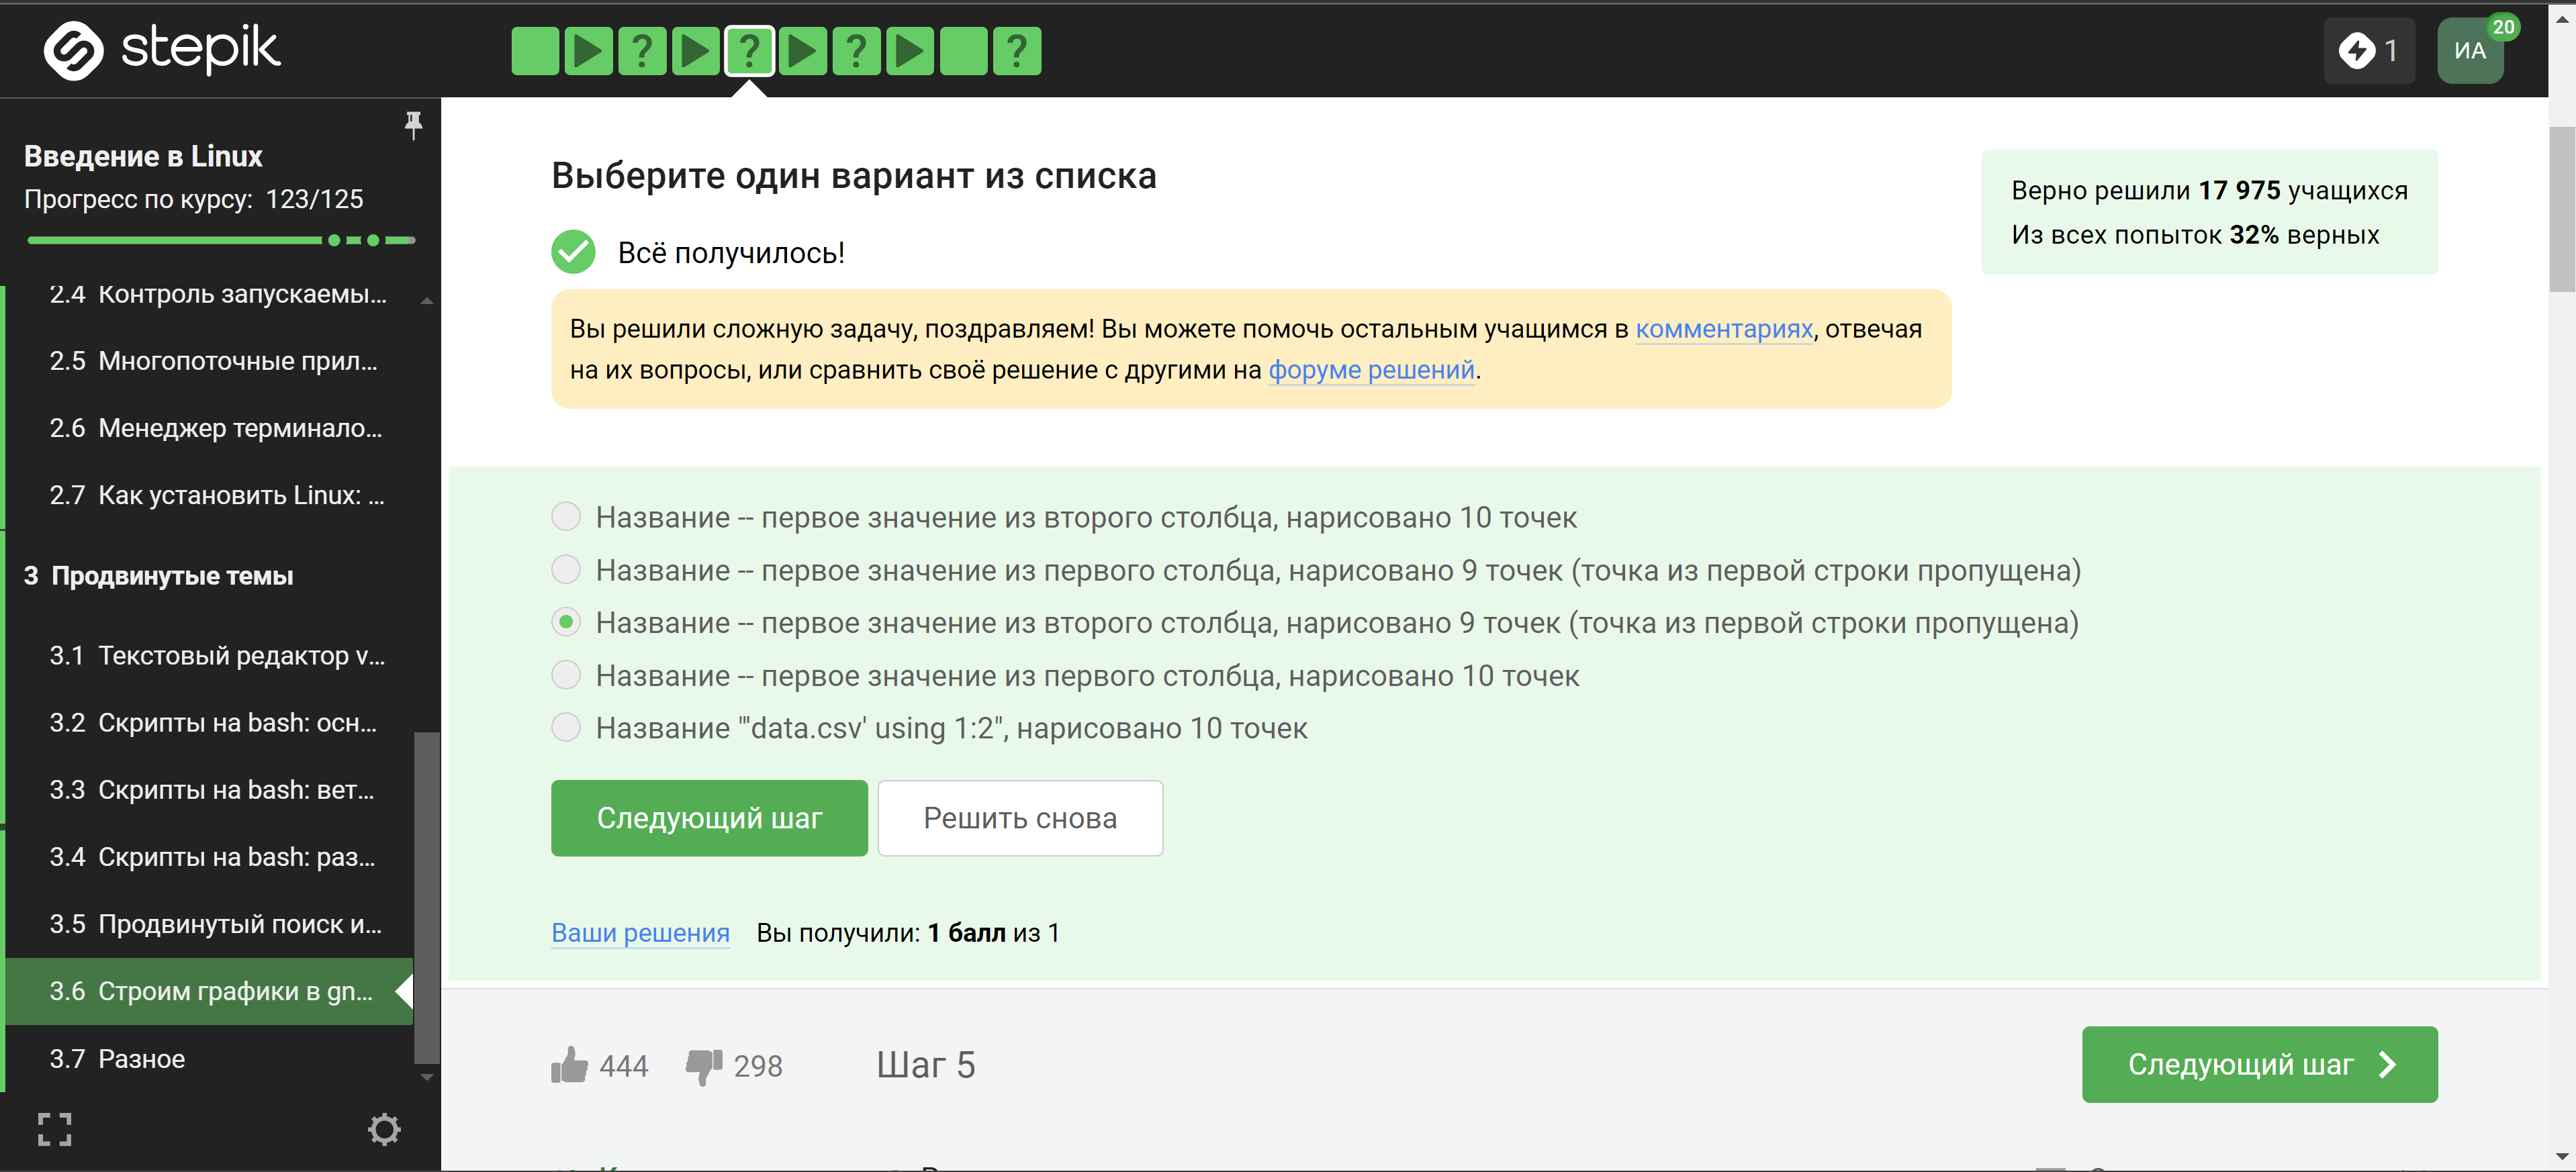 stepik
? ? ? ?
1
ИА
20
Введение в Linux
Прогресс по курсу: 123/125
2.4 Контроль запускаемы...
2.5 Многопоточные прил...
2.6 Менеджер терминало...
2.7 Как установить Linux: ...
3 Продвинутые темы
3.1 Текстовый редактор v...
3.2 Скрипты на bash: осн...
3.3 Скрипты на bash: вет...
3.4 Скрипты на bash: раз...
3.5 Продвинутый поиск и...
3.6 Строим графики в gn...
3.7 Разное
Выберите один вариант из списка
Верно решили 17 975 учащихся
Из всех попыток 32% верных
Всё получилось!
Вы решили сложную задачу, поздравляем! Вы можете помочь остальным учащимся в комментариях, отвечая
на их вопросы, или сравнить своё решение с другими на форуме решений.
Название -- первое значение из второго столбца, нарисовано 10 точек
Название -- первое значение из первого столбца, нарисовано 9 точек (точка из первой строки пропущена)
Название -- первое значение из второго столбца, нарисовано 9 точек (точка из первой строки пропущена)
Название -- первое значение из первого столбца, нарисовано 10 точек
Название "'data.csv' using 1:2", нарисовано 10 точек
Следующий шаг
Решить снова
Ваши решения Вы получили: 1 балл из 1
444 298 Шаг 5
Следующий шаг